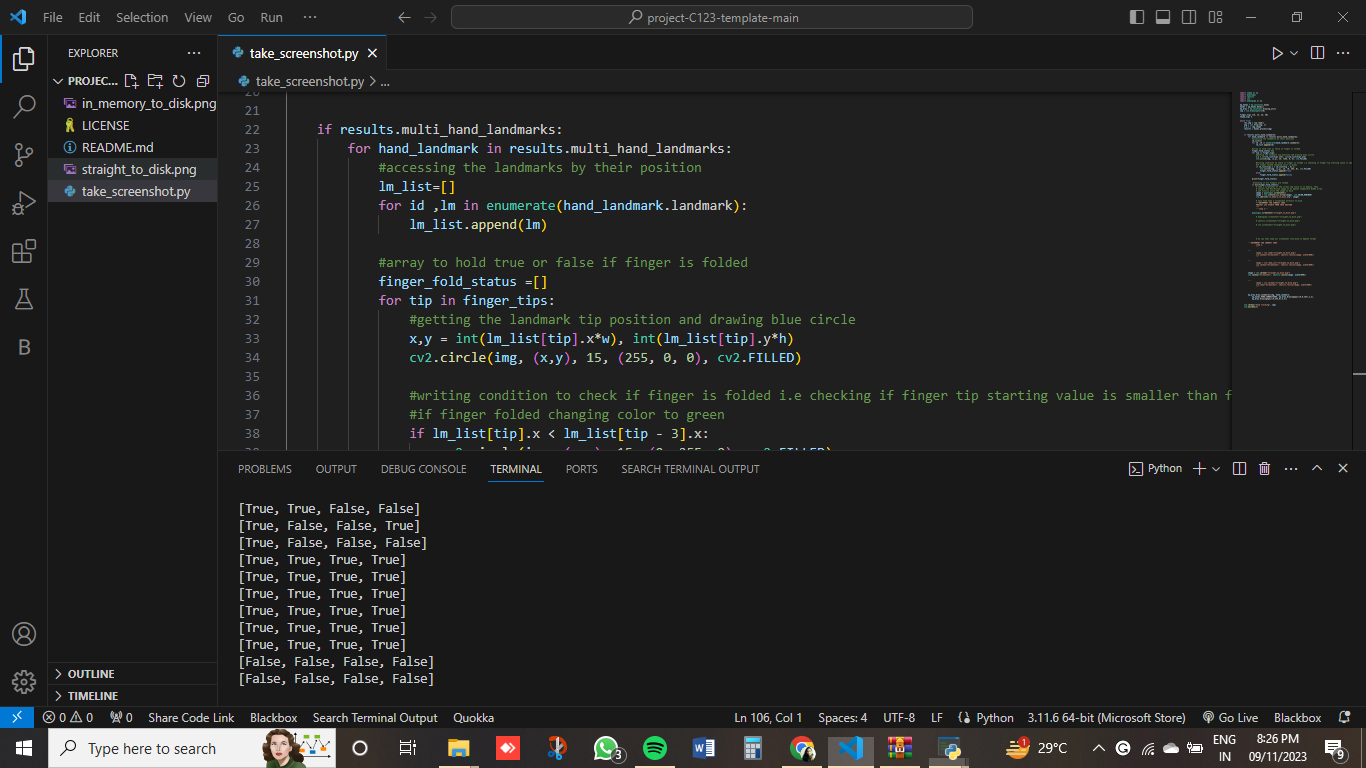 File Edit Selection View Go Run ···
project-C123-template-main
EXPLORER ···
PROJEC...
in_memory_to_disk.png
LICENSE
README.md
straight_to_disk.png
take_screenshot.py
OUTLINE
TIMELINE
take_screenshot.py
take_screenshot.py > ...
20
21
22 if results.multi_hand_landmarks:
23 for hand_landmark in results.multi_hand_landmarks:
24 #accessing the landmarks by their position
25 lm_list=[]
26 for id ,lm in enumerate(hand_landmark.landmark):
27 lm_list.append(lm)
28
29 #array to hold true or false if finger is folded
30 finger_fold_status =[]
31 for tip in finger_tips:
32 #getting the landmark tip position and drawing blue circle
33 x,y = int(lm_list[tip].x*w), int(lm_list[tip].y*h)
34 cv2.circle(img, (x,y), 15, (255, 0, 0), cv2.FILLED)
35
36 #writing condition to check if finger is folded i.e checking if finger tip starting value is smaller than f
37 #if finger folded changing color to green
38 if lm_list[tip].x < lm_list[tip - 3].x:
PROBLEMS OUTPUT DEBUG CONSOLE TERMINAL PORTS SEARCH TERMINAL OUTPUT
Python
[True, True, False, False]
[True, False, False, True]
[True, False, False, False]
[True, True, True, True]
[True, True, True, True]
[True, True, True, True]
[True, True, True, True]
[True, True, True, True]
[True, True, True, True]
[False, False, False, False]
[False, False, False, False]
0 0 0 Share Code Link Blackbox Search Terminal Output Quokka Ln 106, Col 1 Spaces: 4 UTF-8 LF Python 3.11.6 64-bit (Microsoft Store) Go Live Blackbox
Type here to search
3
1
29°C
ENG
IN
8:26 PM
09/11/2023
9